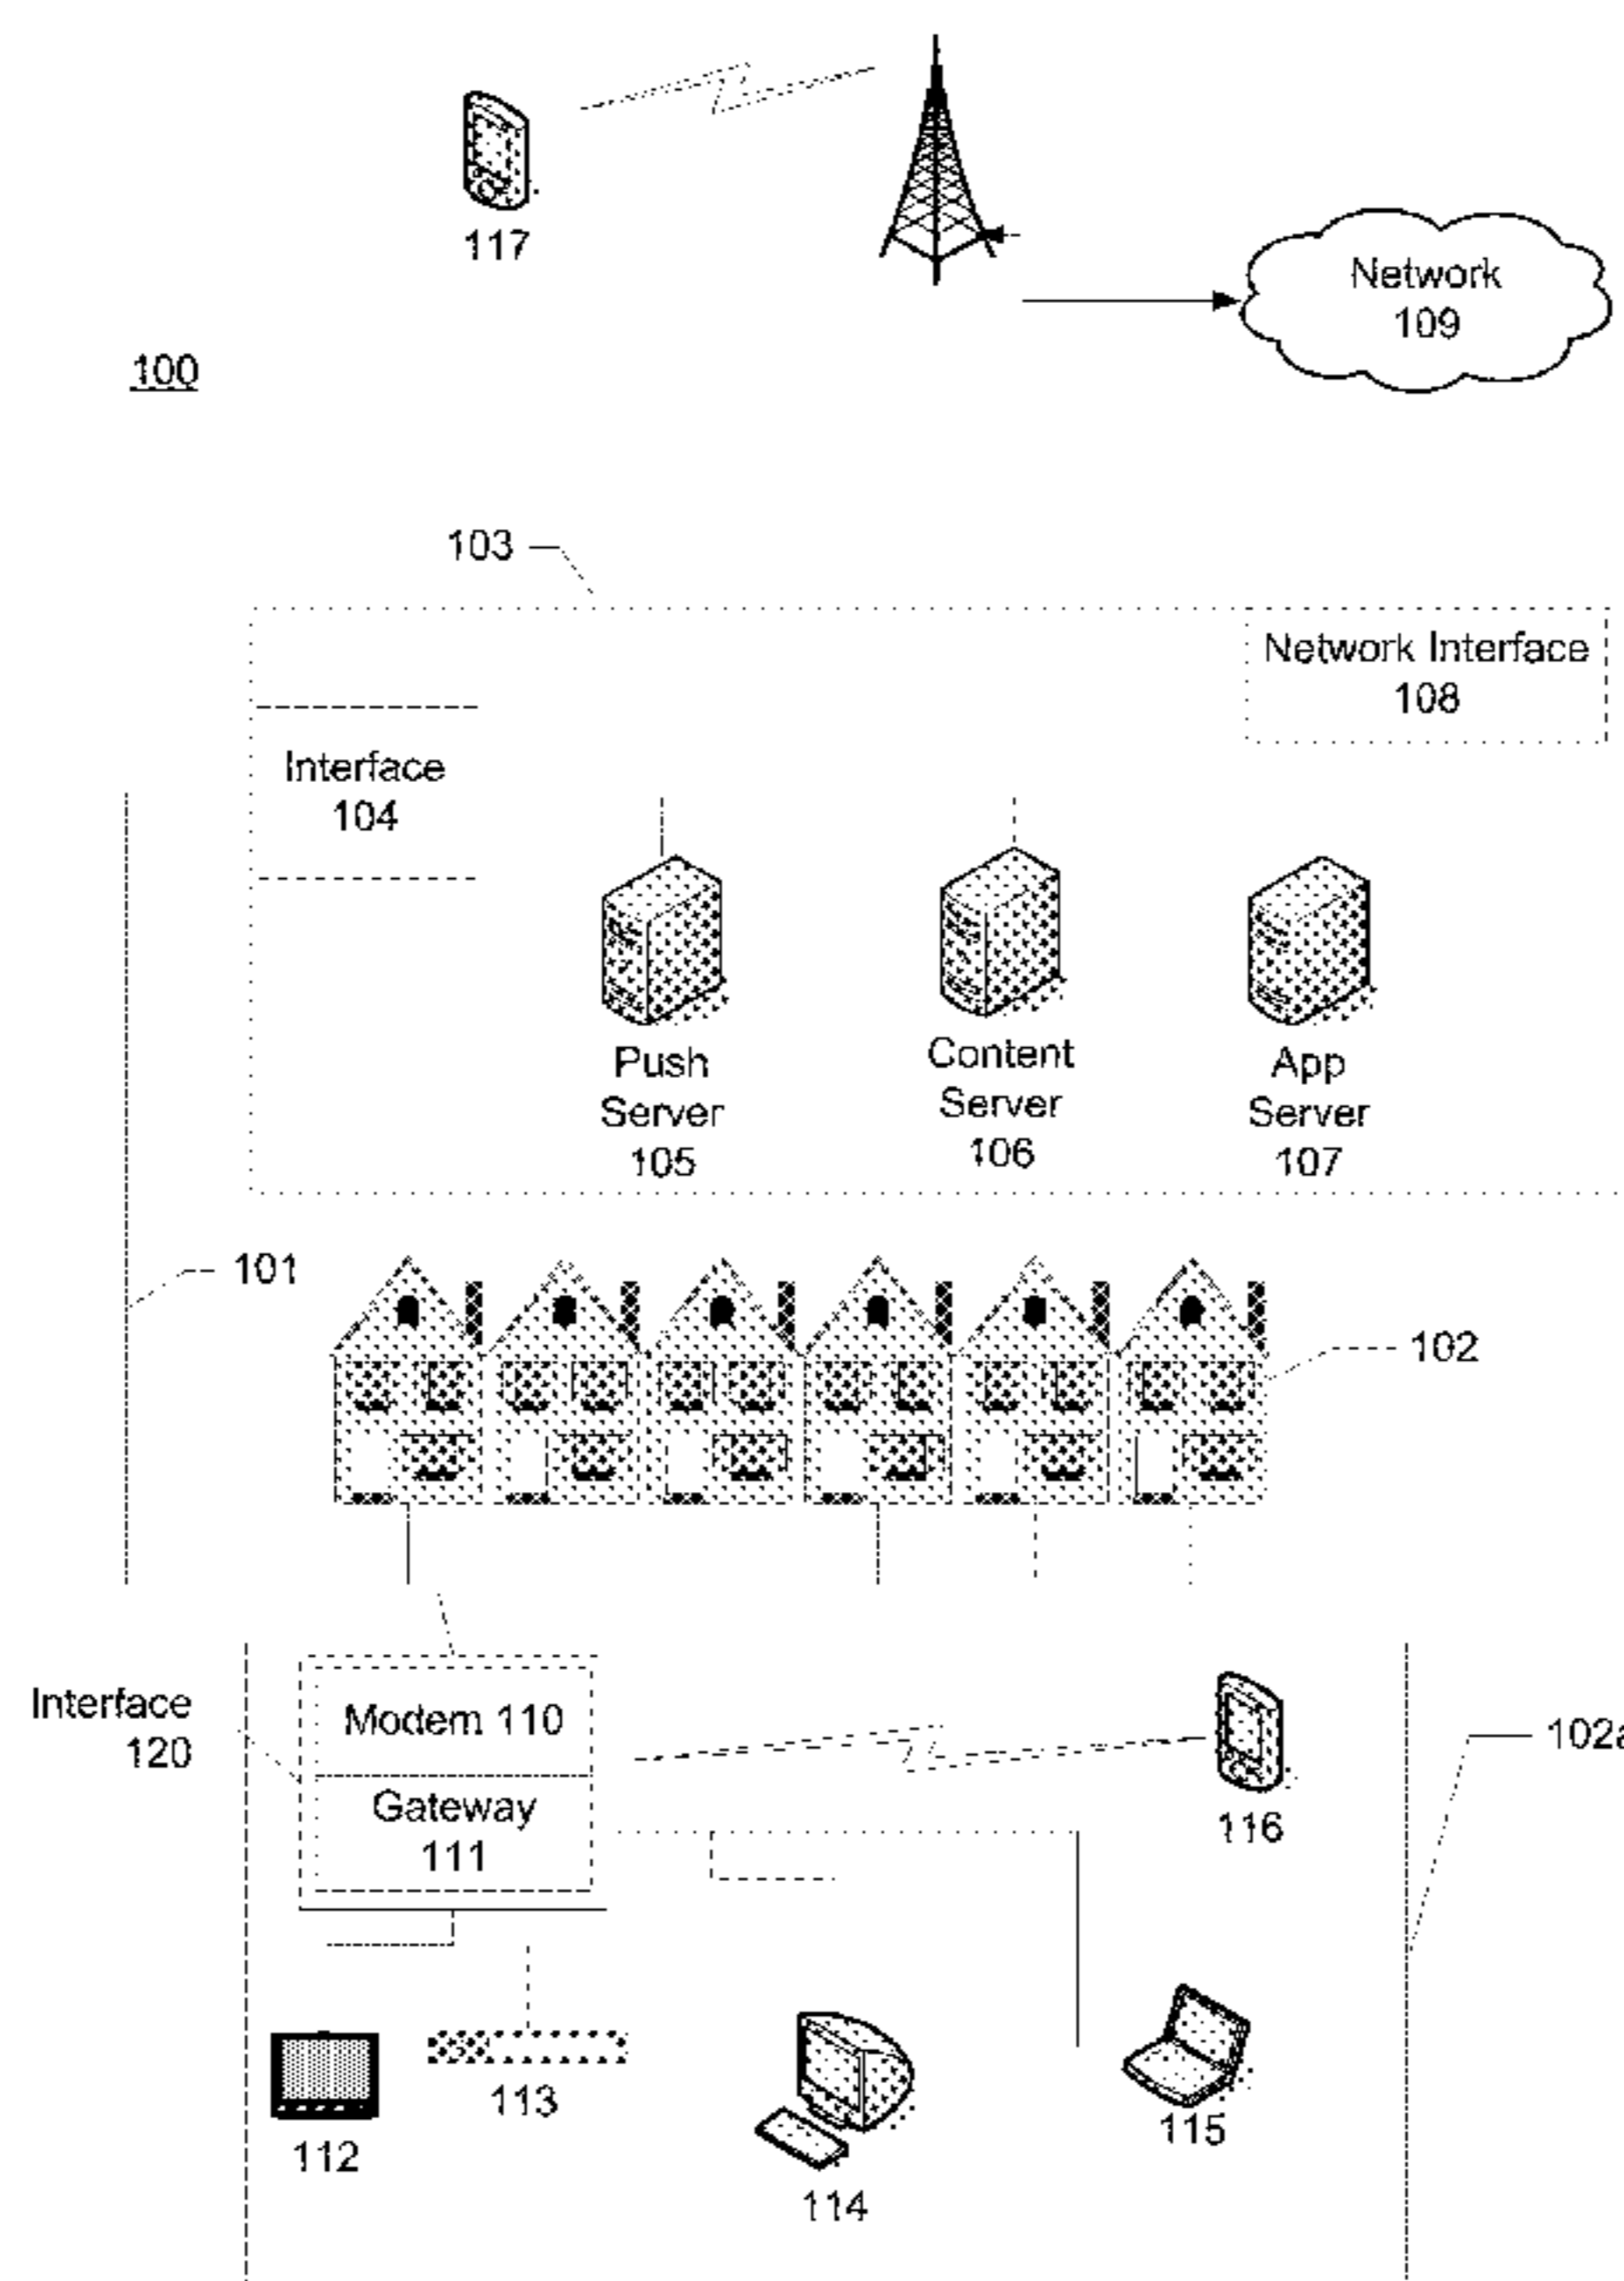 117
Network
109
100
103
Network Interface
108
Interface
104
Push
Server
105
Content
Server
106
App
Server
107
101
102
Interface
120
Modem 110
Gateway
111
116
102a
112
113
114
115